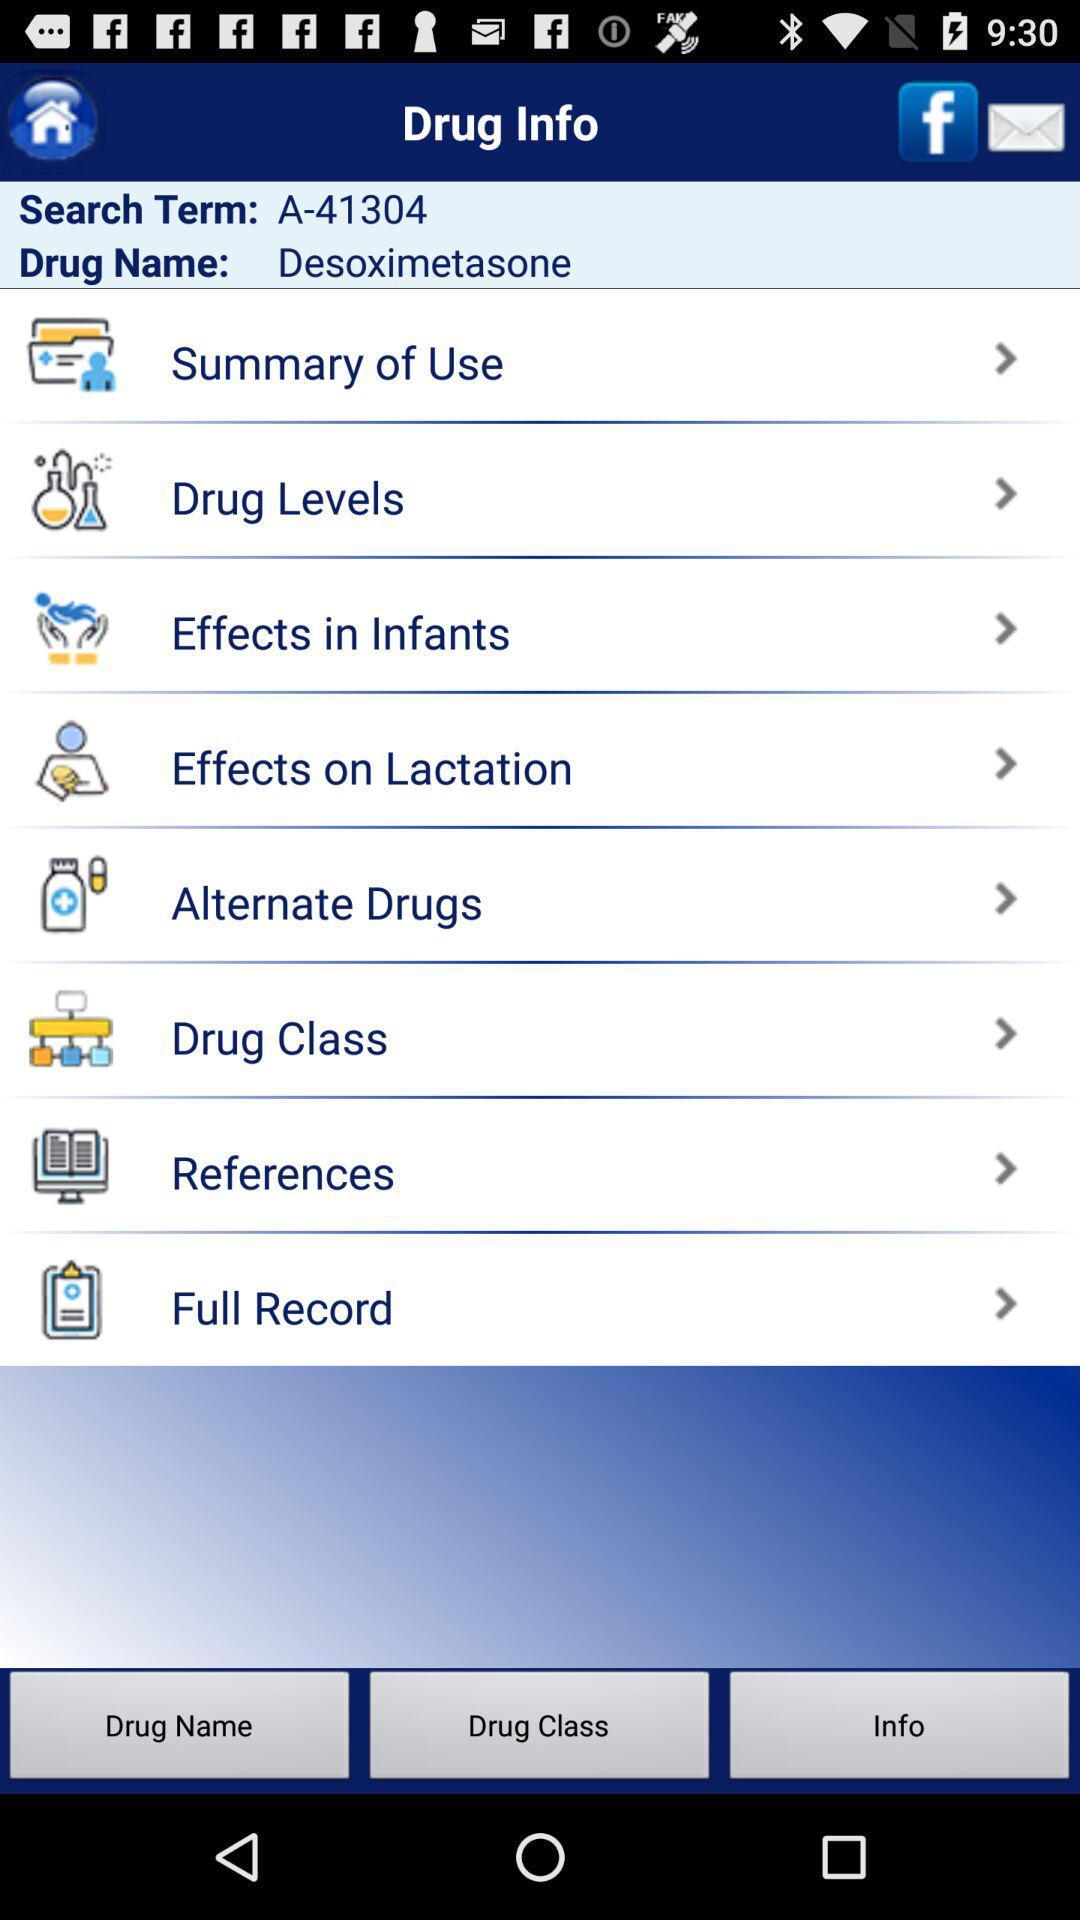 FAKE
9:30
Drug Info
Search Term: A-41304
Drug Name: Desoximetasone
Summary of Use
Drug Levels
Effects in Infants
Effects on Lactation
Alternate Drugs
Drug Class
References
Full Record
Drug Name Drug Class Info